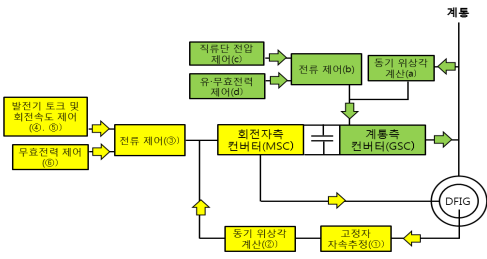 계통
직류단 전압
제어(c)
유·무효전력
제어(d)
전류 제어(b)
동기 위상각
계산(a)
발전기 토크 및
회전속도 제어
(④, ⑤)
무효전력 제어
(⑥)
전류 제어(③)
회전자측
컨버터(MSC)
계통측
컨버터(GSC)
DFIG
동기 위상각
계산(②)
고정자
자속추정(①)